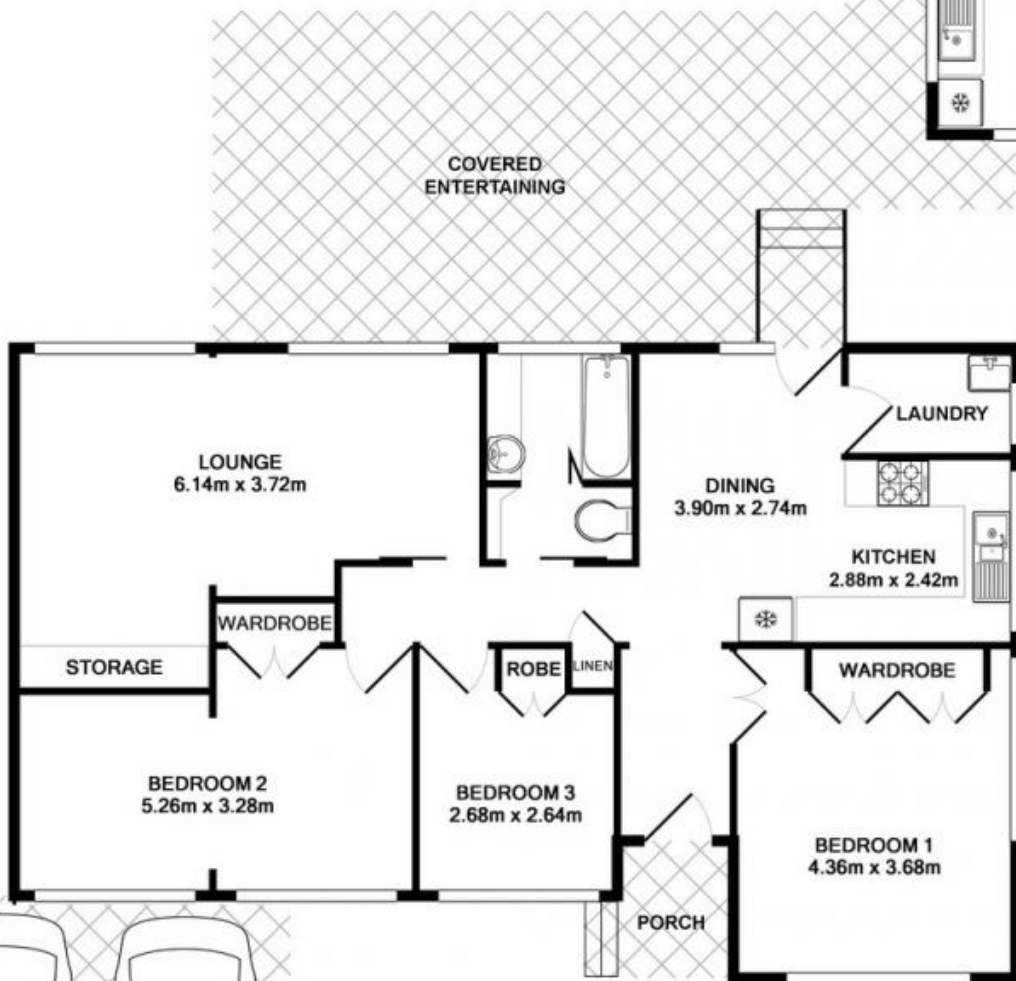 COVERED
ENTERTAINING
LAUNDRY
LOUNGE
6.14m x 3.72m
DINING
3.90m x 2.74m
KITCHEN
2.88m x 2.42m
WARDROBE
STORAGE
ROBE
LINEN
WARDROBE
BEDROOM 2
5.26m x 3.28m
BEDROOM 3
2.68m x 2.64m
BEDROOM 1
4.36m x 3.68m
PORCH